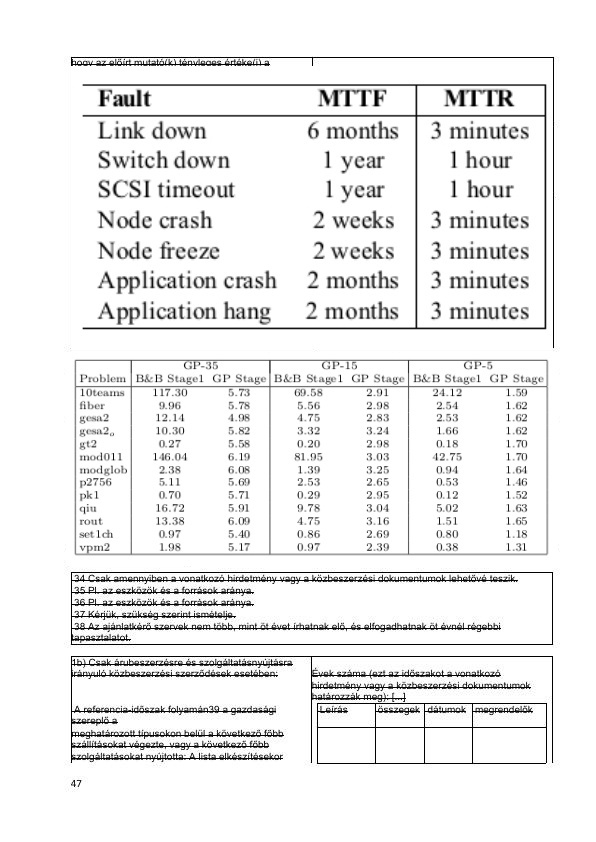 hogy az előírt mutató(k) tényleges értéke(i) a
Fault MTTF MTTR
Link down 6 months 3 minutes
Switch down 1 year 1 hour
SCSI timeout 1 year 1 hour
Node crash 2 weeks 3 minutes
Node freeze 2 weeks 3 minutes
Application crash 2 months 3 minutes
Application hang 2 months 3 minutes
GP-35 GP-15 GP-5
Problem B&B Stage1 GP Stage B&B Stage1 GP Stage B&B Stage1 GP Stage
10teams 117.30 5.73 69.58 2.91 24.12 1.59
fiber 9.96 5.78 5.56 2.98 2.54 1.62
gesa2 12.14 4.98 4.75 2.83 2.53 1.62
gesa2_o 10.30 5.82 3.32 3.24 1.66 1.62
gt2 0.27 5.58 0.20 2.98 0.18 1.70
mod011 146.04 6.19 81.95 3.03 42.75 1.70
modglob 2.38 6.08 1.39 3.25 0.94 1.64
p2756 5.11 5.69 2.53 2.65 0.53 1.46
pk1 0.70 5.71 0.29 2.95 0.12 1.52
qiu 16.72 5.91 9.78 3.04 5.02 1.63
rout 13.38 6.09 4.75 3.16 1.51 1.65
set1ch 0.97 5.40 0.86 2.69 0.80 1.18
vpm2 1.98 5.17 0.97 2.39 0.38 1.31
34 Csak amennyiben a vonatkozó hirdetmény vagy a közbeszerzési dokumentumok lehetővé teszik.
35 Pl. az eszközök és a források aránya.
36 Pl. az eszközök és a források aránya.
37 Kérjük, szükség szerint ismételje.
38 Az ajánlatkérő szervek nem több, mint öt évet írhatnak elő, és elfogadhatnak öt évnél régebbi
tapasztalatot.
1b) Csak árubeszerzésre és szolgáltatásnyújtásra
irányuló közbeszerzési szerződések esetében:
A referencia-időszak folyamán39 a gazdasági
szereplő a
meghatározott típusokon belül a következő főbb
szállításokat végezte, vagy a következő főbb
szolgáltatásokat nyújtotta: A lista elkészítésekor
Évek száma (ezt az időszakot a vonatkozó
hirdetmény vagy a közbeszerzési dokumentumok
határozzák meg): [...]
Leírás összegek dátumok megrendelők
47